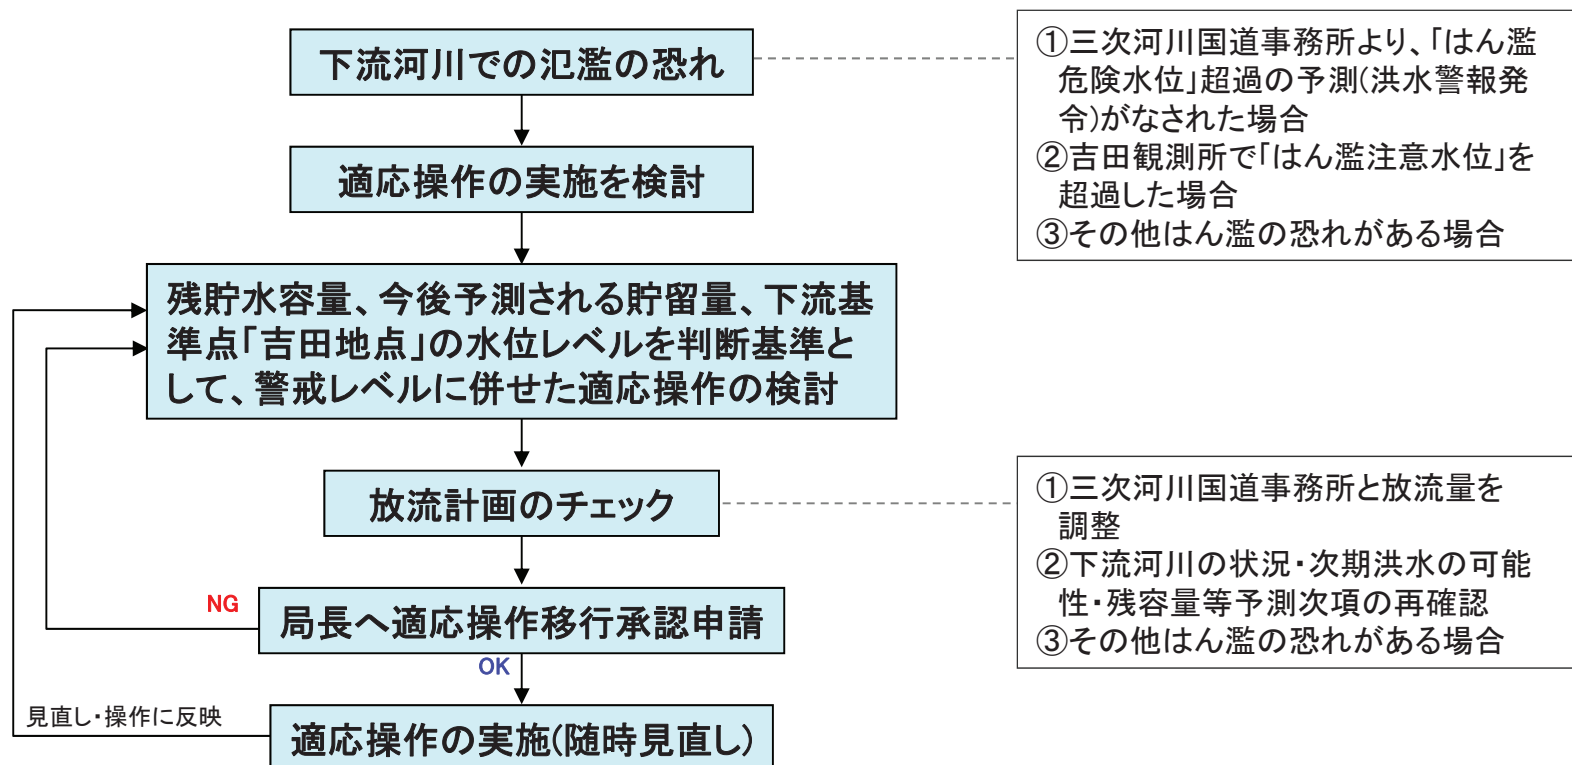 下流河川での氾濫の恐れ
①三次河川国道事務所より、「はん濫
危険水位」超過の予測(洪水警報発
令)がなされた場合
②吉田観測所で「はん濫注意水位」を
超過した場合
③その他はん濫の恐れがある場合
適応操作の実施を検討
残貯水容量、今後予測される貯留量、下流基
準点「吉田地点」の水位レベルを判断基準と
して、警戒レベルに併せた適応操作の検討
放流計画のチェック
①三次河川国道事務所と放流量を
調整
②下流河川の状況・次期洪水の可能
性・残容量等予測次項の再確認
③その他はん濫の恐れがある場合
NG
局長へ適応操作移行承認申請
OK
見直し・操作に反映
適応操作の実施(随時見直し)